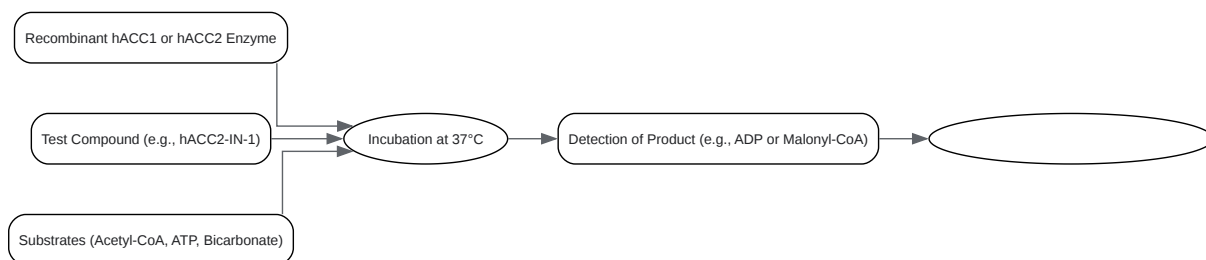 Recombinant hACC1 or hACC2 Enzyme
Test Compound (e.g., hACC2-IN-1)
Incubation at 37°C
Detection of Product (e.g., ADP or Malonyl-CoA)
Substrates (Acetyl-CoA, ATP, Bicarbonate)